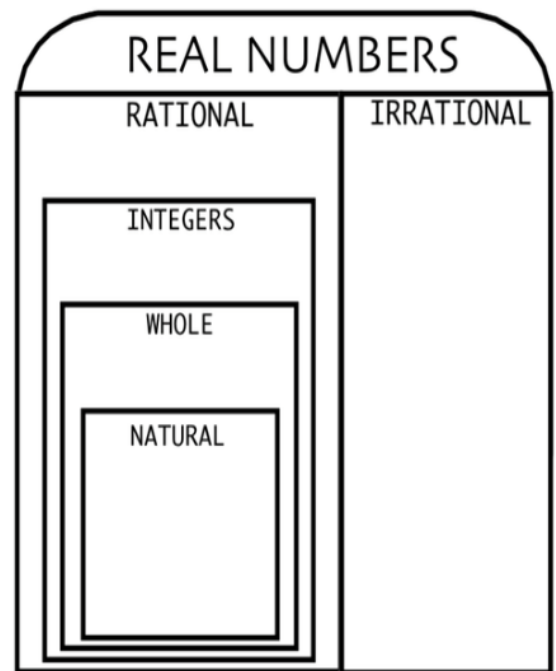 REAL NUMBERS
RATIONAL
IRRATIONAL
INTEGERS
WHOLE
NATURAL